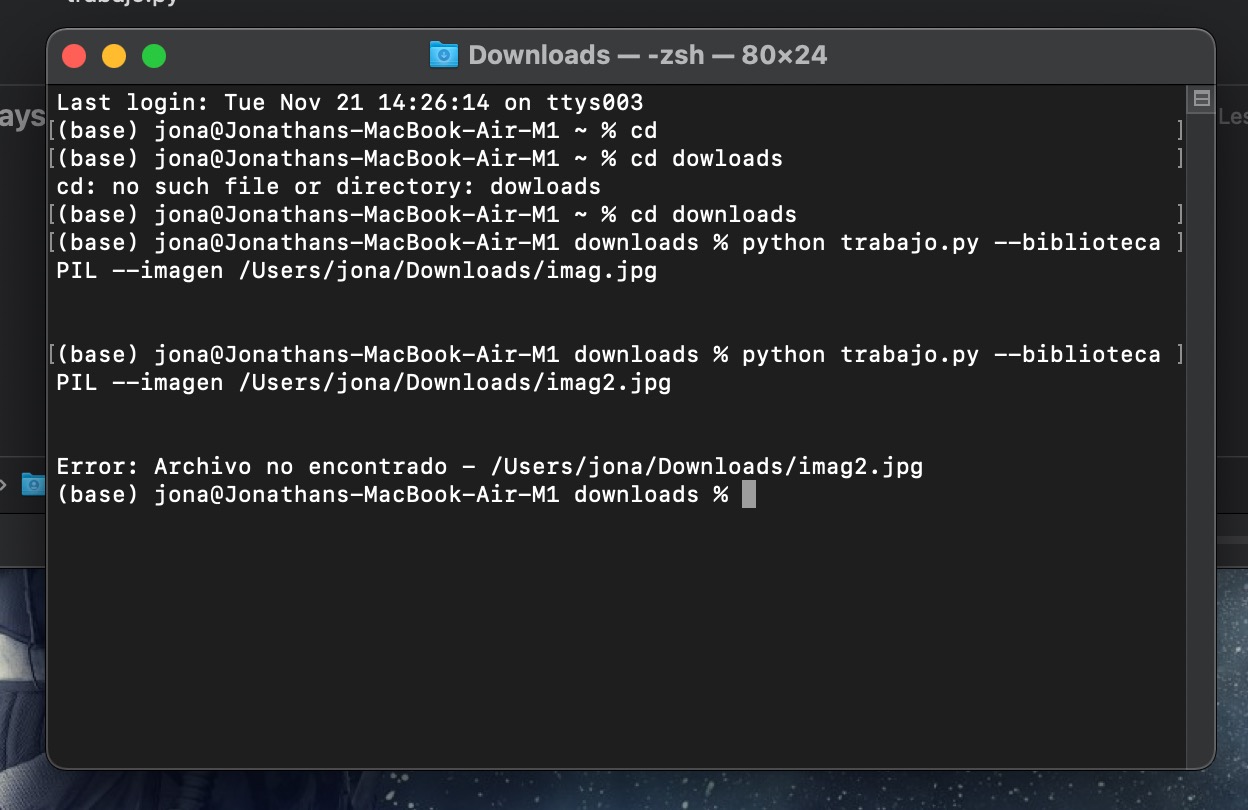 trabajo.py
Downloads — -zsh — 80×24
Last login: Tue Nov 21 14:26:14 on ttys003
[(base) jona@Jonathans-MacBook-Air-M1 ~ % cd ]
[(base) jona@Jonathans-MacBook-Air-M1 ~ % cd dowloads ]
cd: no such file or directory: dowloads
[(base) jona@Jonathans-MacBook-Air-M1 ~ % cd downloads ]
[(base) jona@Jonathans-MacBook-Air-M1 downloads % python trabajo.py --biblioteca ]
PIL --imagen /Users/jona/Downloads/imag.jpg
[(base) jona@Jonathans-MacBook-Air-M1 downloads % python trabajo.py --biblioteca ]
PIL --imagen /Users/jona/Downloads/imag2.jpg
Error: Archivo no encontrado - /Users/jona/Downloads/imag2.jpg
(base) jona@Jonathans-MacBook-Air-M1 downloads %